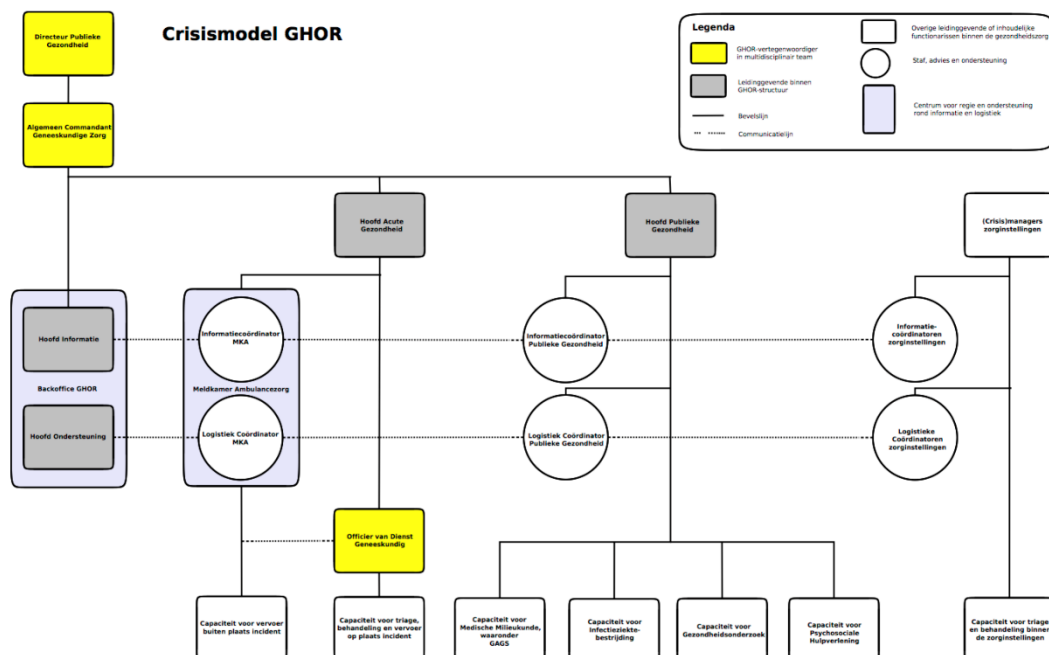 Directeur Publieke
Gezondheid
Crisismodel GHOR
Legenda
GHOR-vertegenwoordiger
in multidisciplinair team
Leidinggevende binnen
GHOR-structuur
Bevelslijn
Communicatielijn
Overige leidinggevende of inhoudelijke
functionarissen binnen de gezondheidszorg
Staf, advies en ondersteuning
Centrum voor regie en ondersteuning
rond informatie en logistiek
Algemeen Commandant
Geneeskundige Zorg
Hoofd Acute
Gezondheid
Hoofd Publieke
Gezondheid
(Crisis)managers
zorginstellingen
Hoofd Informatie
Informatiecoördinator
MKA
Informatiecoördinator
Publieke Gezondheid
Informatie-
coördinatoren
zorginstellingen
Backoffice GHOR
Meldkamer Ambulancezorg
Hoofd Ondersteuning
Logistiek Coördinator
MKA
Logistiek Coördinator
Publieke Gezondheid
Logistieke
Coördinatoren
zorginstellingen
Officier van Dienst
Geneeskundig
Capaciteit voor vervoer
buiten plaats incident
Capaciteit voor triage,
behandeling en vervoer
op plaats incident
Capaciteit voor
Medische Milieukunde,
waaronder
GAGS
Capaciteit voor
Infectieziekte-
bestrijding
Capaciteit voor
Gezondheidsonderzoek
Capaciteit voor
Psychosociale
Hulpverlening
Capaciteit voor triage
en behandeling binnen
de zorginstellingen